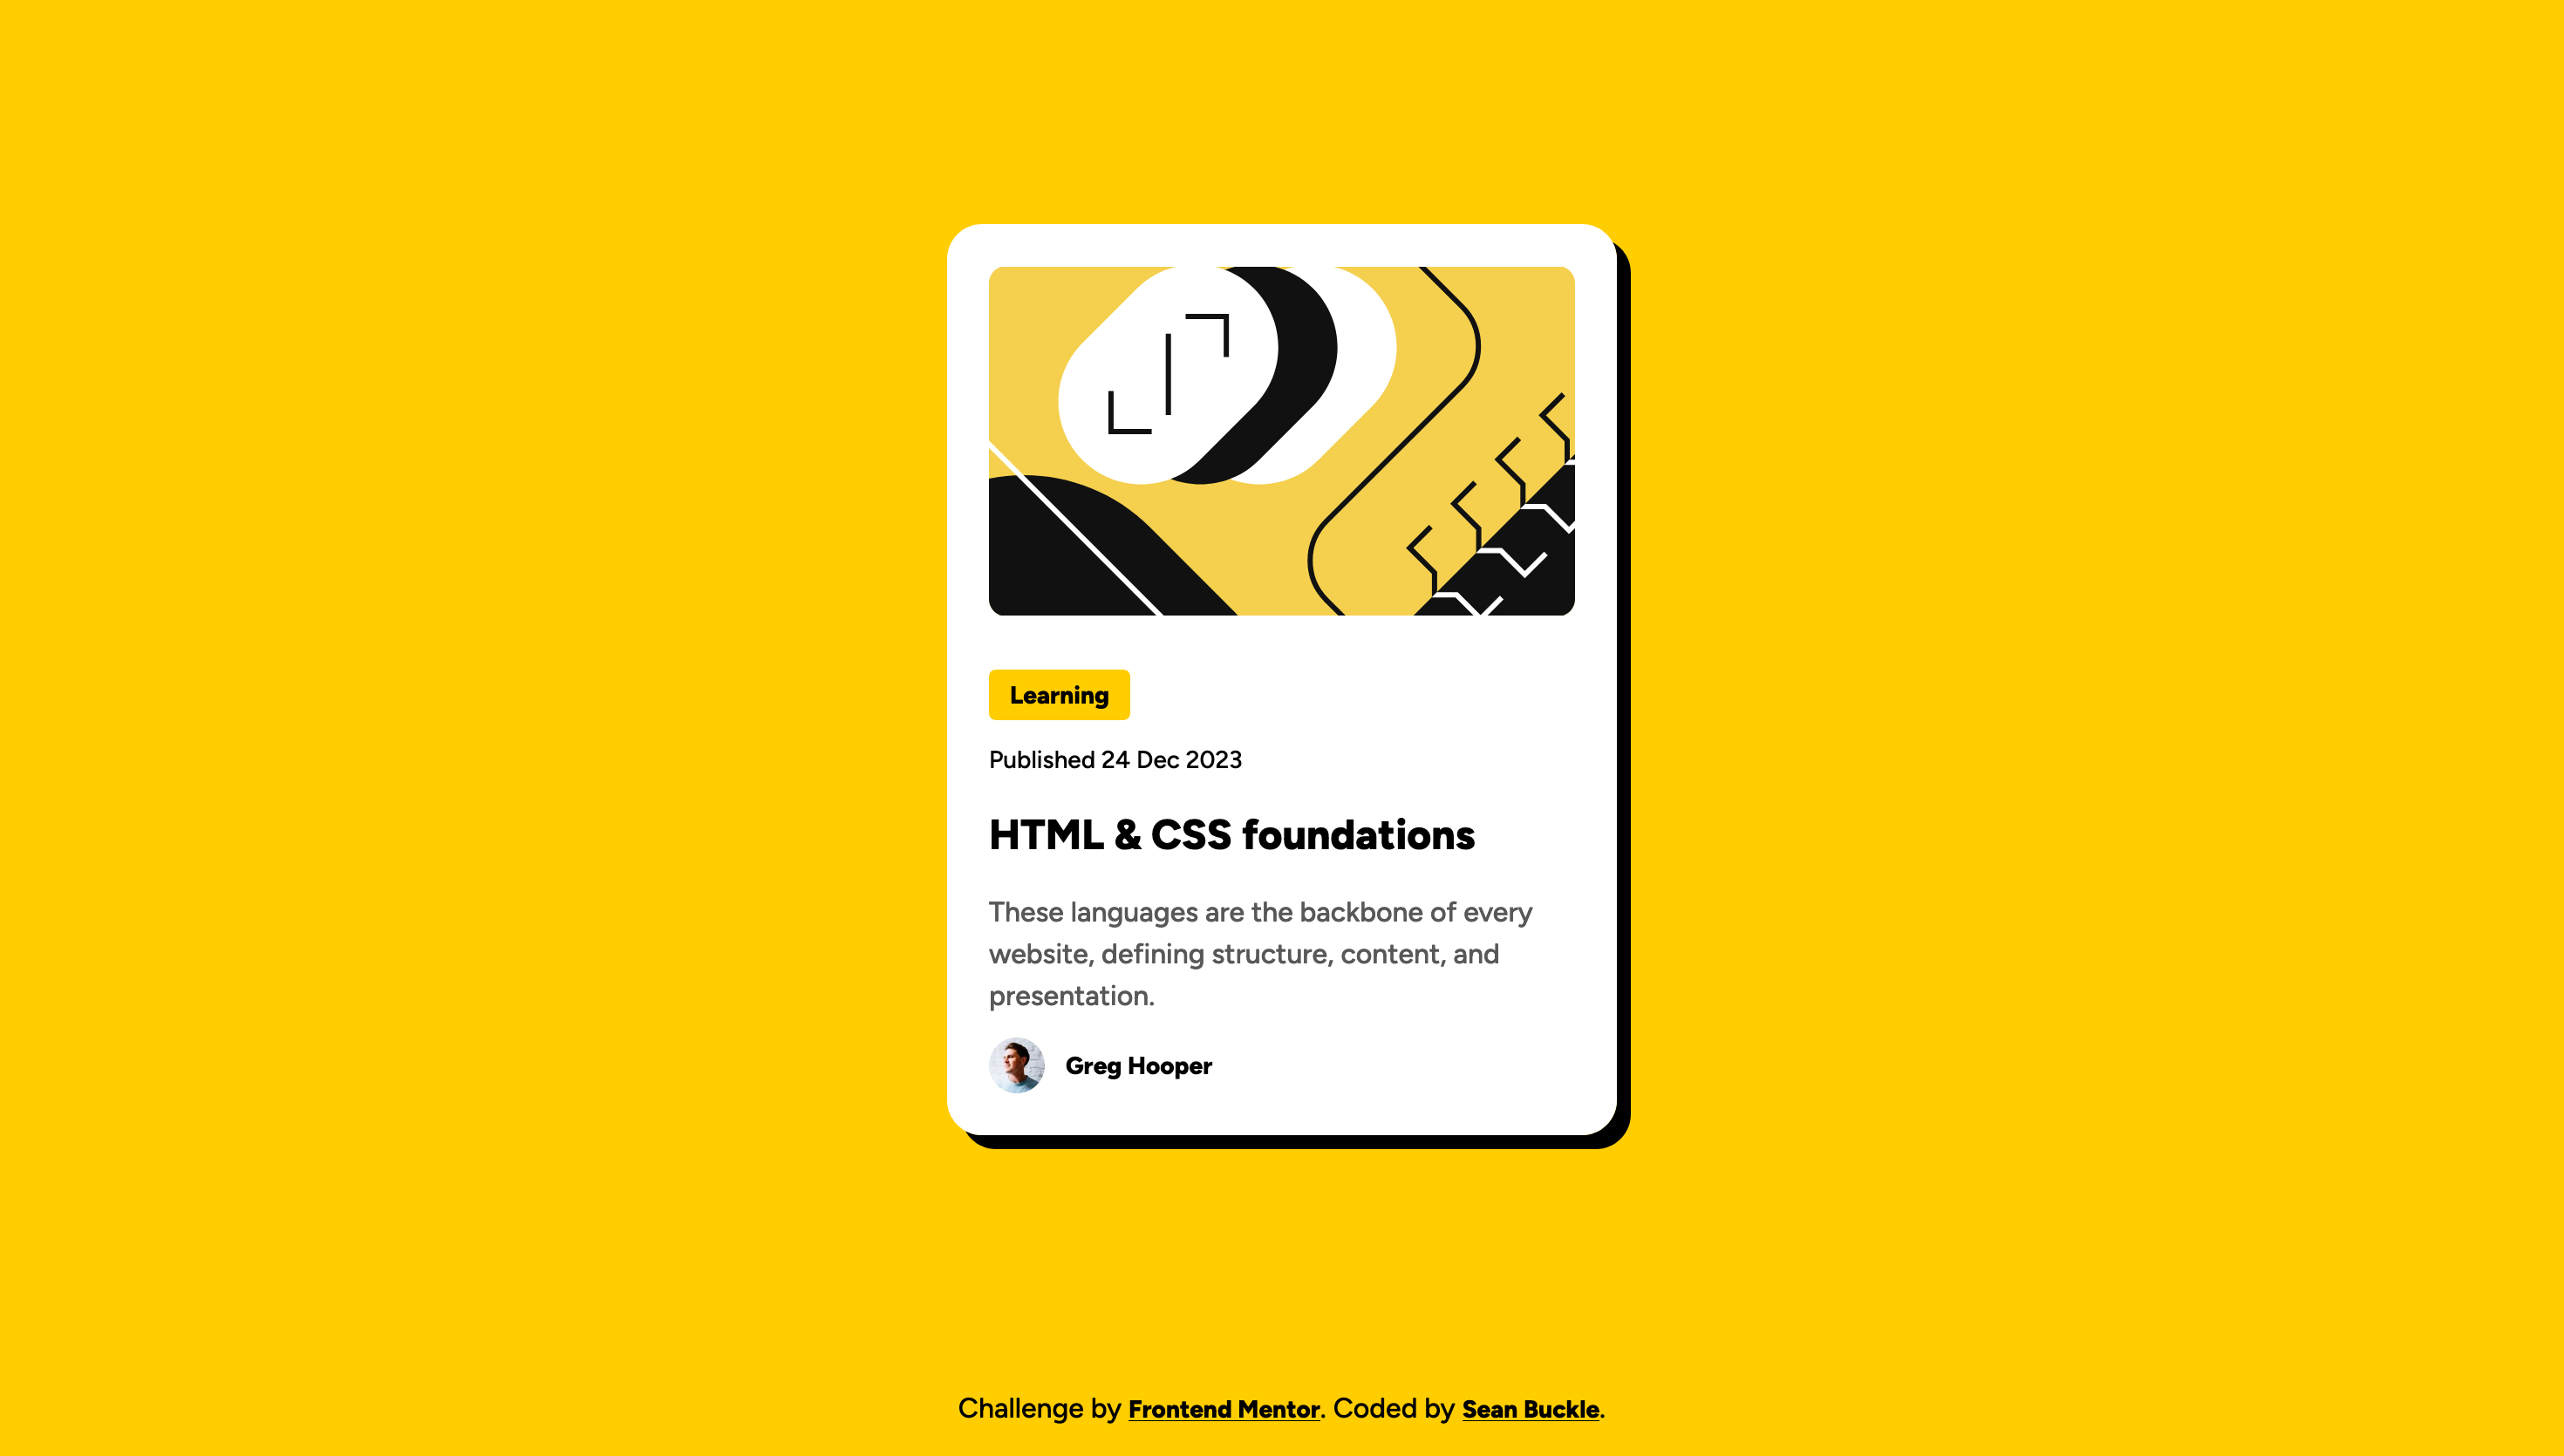 Learning
Published 24 Dec 2023
HTML & CSS foundations
These languages are the backbone of every
website, defining structure, content, and
presentation.
Greg Hooper
Challenge by Frontend Mentor. Coded by Sean Buckle.